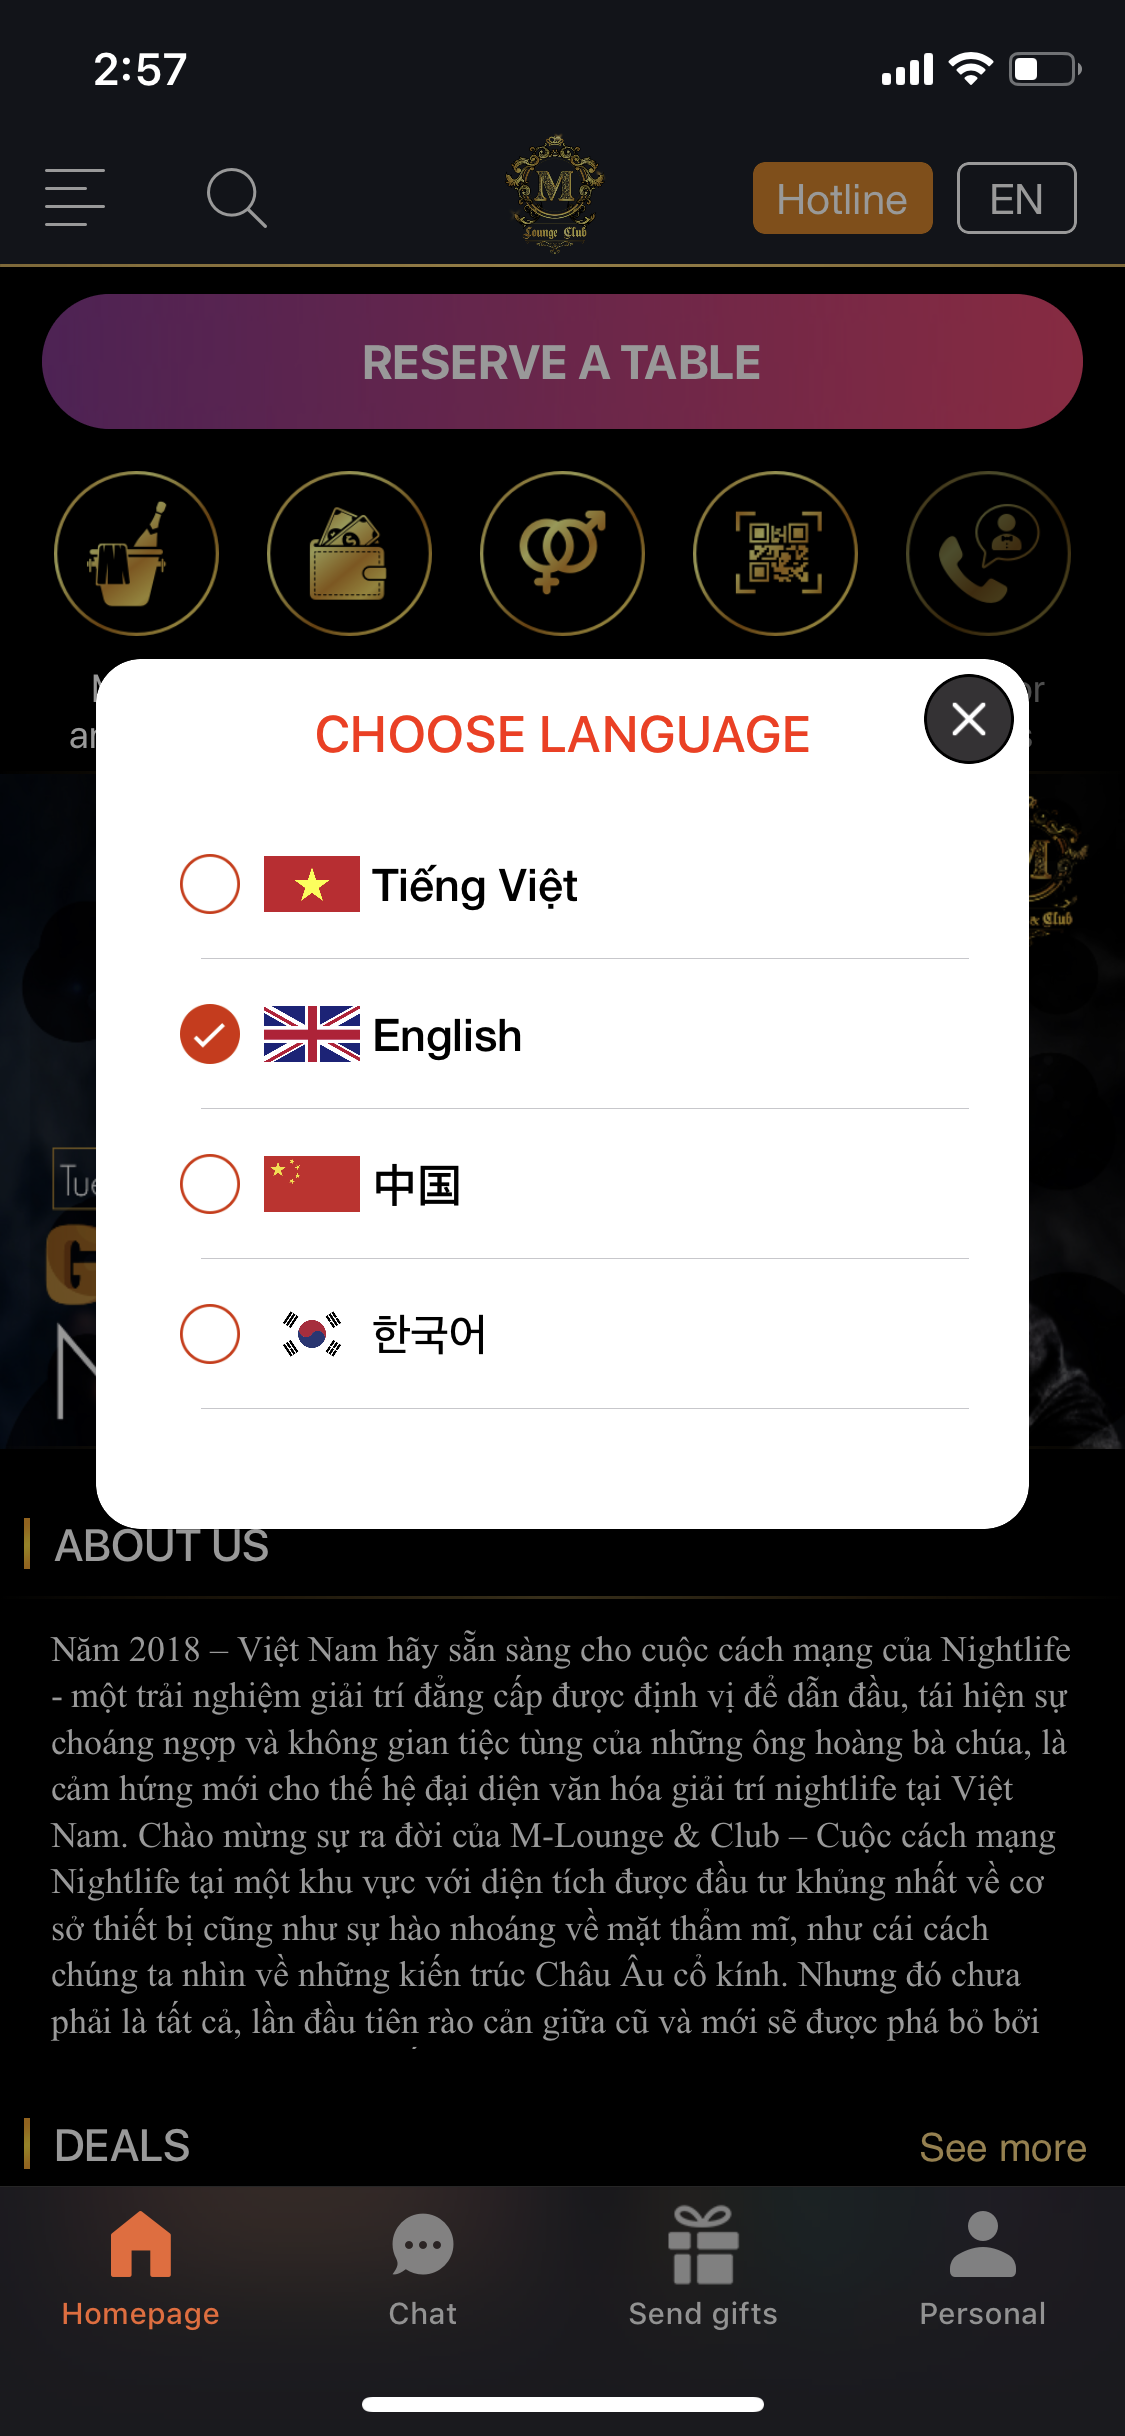 2:57
M
Lounge Club
Hotline
EN
RESERVE A TABLE
CHOOSE LANGUAGE
Tiếng Việt
English
中国
한국어
Tue
G
N
& Club
ABOUT US
Năm 2018 – Việt Nam hãy sẵn sàng cho cuộc cách mạng của Nightlife
- một trải nghiệm giải trí đẳng cấp được định vị để dẫn đầu, tái hiện sự
choáng ngợp và không gian tiệc tùng của những ông hoàng bà chúa, là
cảm hứng mới cho thế hệ đại diện văn hóa giải trí nightlife tại Việt
Nam. Chào mừng sự ra đời của M-Lounge & Club – Cuộc cách mạng
Nightlife tại một khu vực với diện tích được đầu tư khủng nhất về cơ
sở thiết bị cũng như sự hào nhoáng về mặt thẩm mĩ, như cái cách
chúng ta nhìn về những kiến trúc Châu Âu cổ kính. Nhưng đó chưa
phải là tất cả, lần đầu tiên rào cản giữa cũ và mới sẽ được phá bỏ bởi
DEALS
See more
Homepage
Chat
Send gifts
Personal